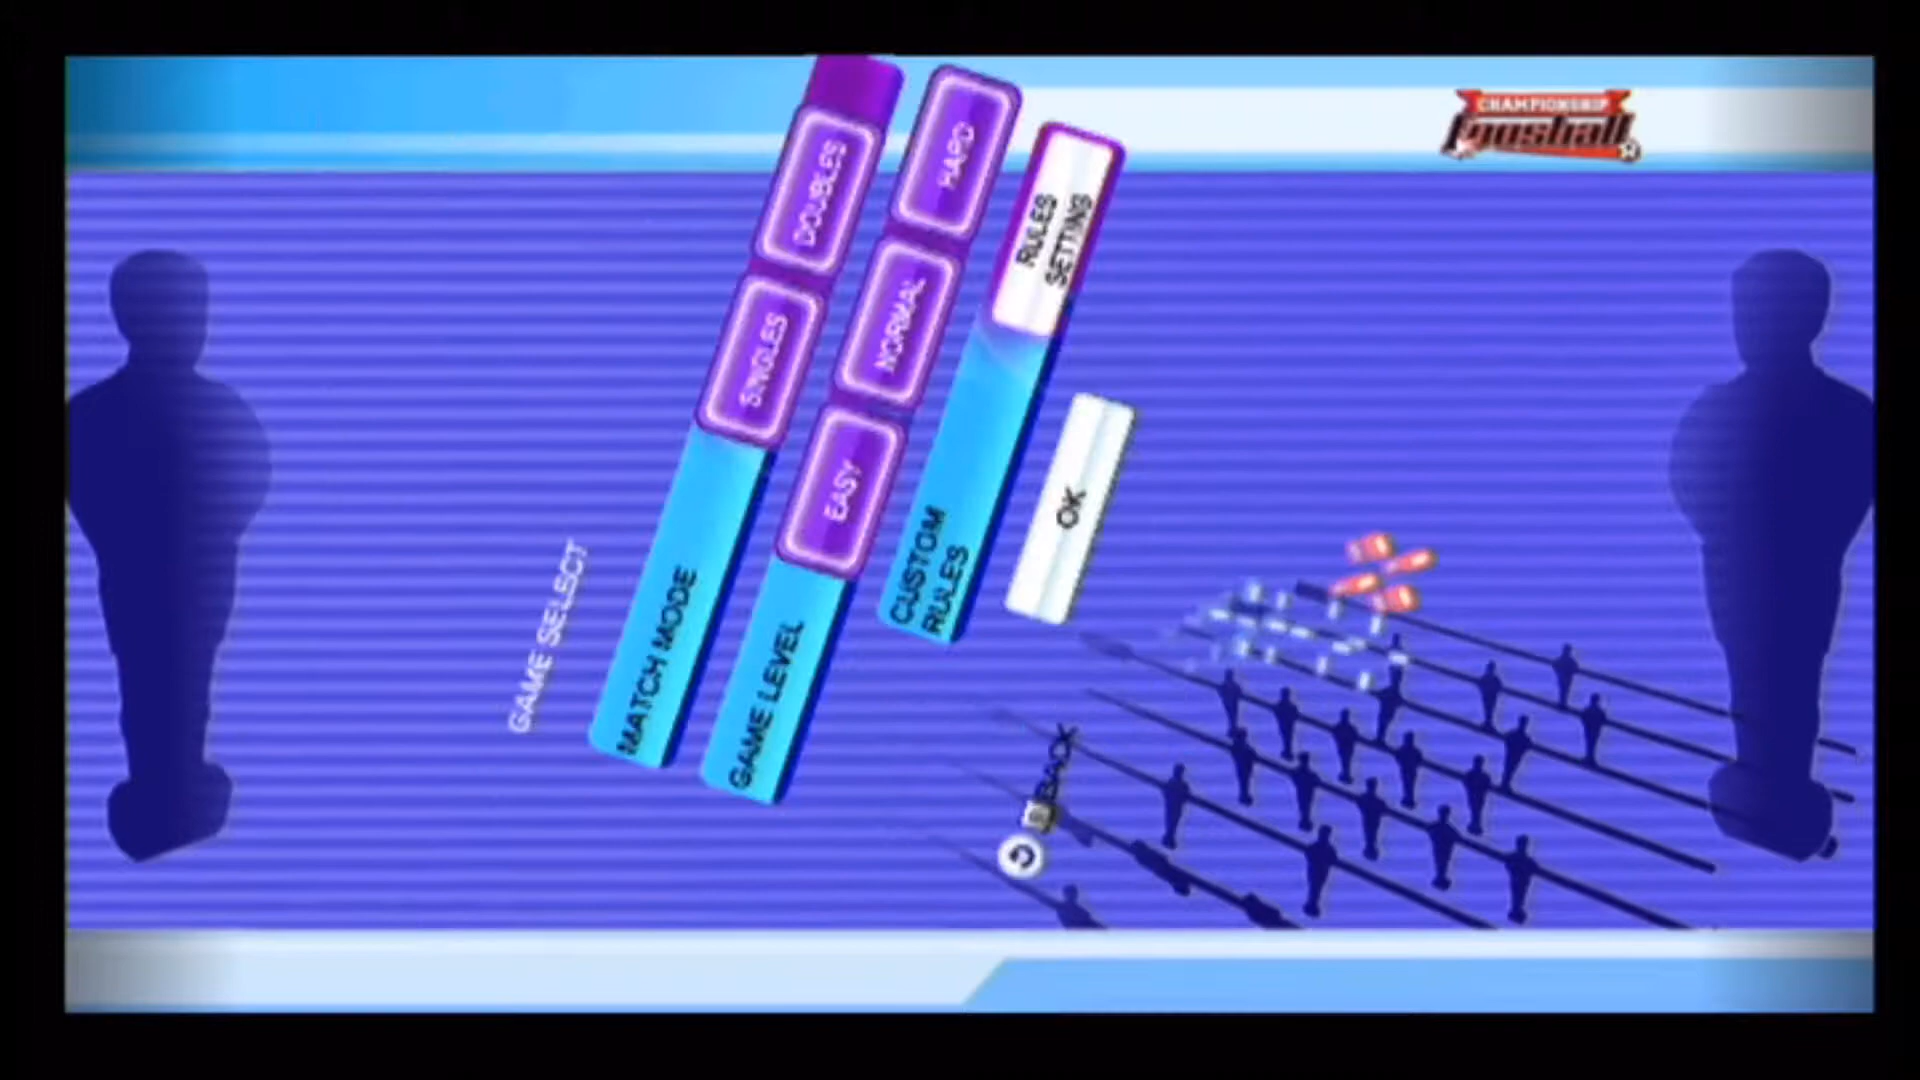 CHAMPIONSHIP
Foosball
GAME SELECT
MATCH MODE
SINGLES
DOUBLES
GAME LEVEL
EASY
NORMAL
HARD
CUSTOM
RULES
RULES
SETTING
OK
BACK